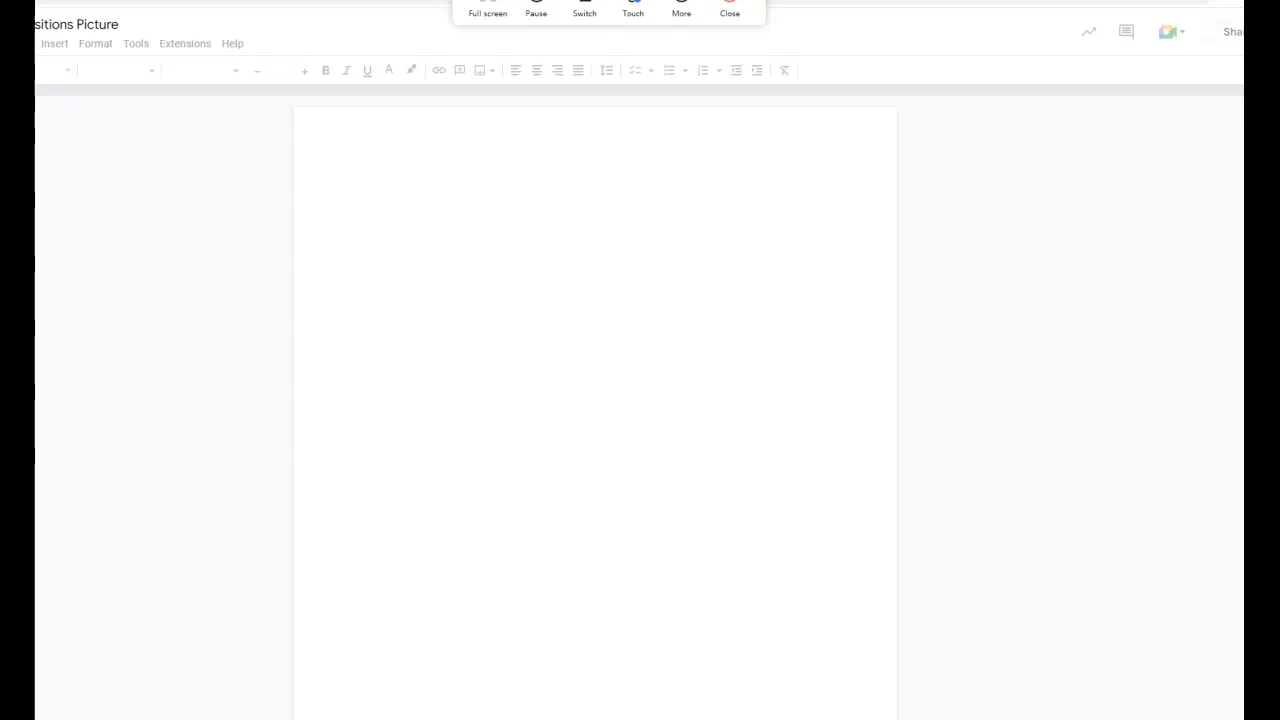 Full screen Pause Switch Touch More Close
sitions Picture
Insert Format Tools Extensions Help
Sha